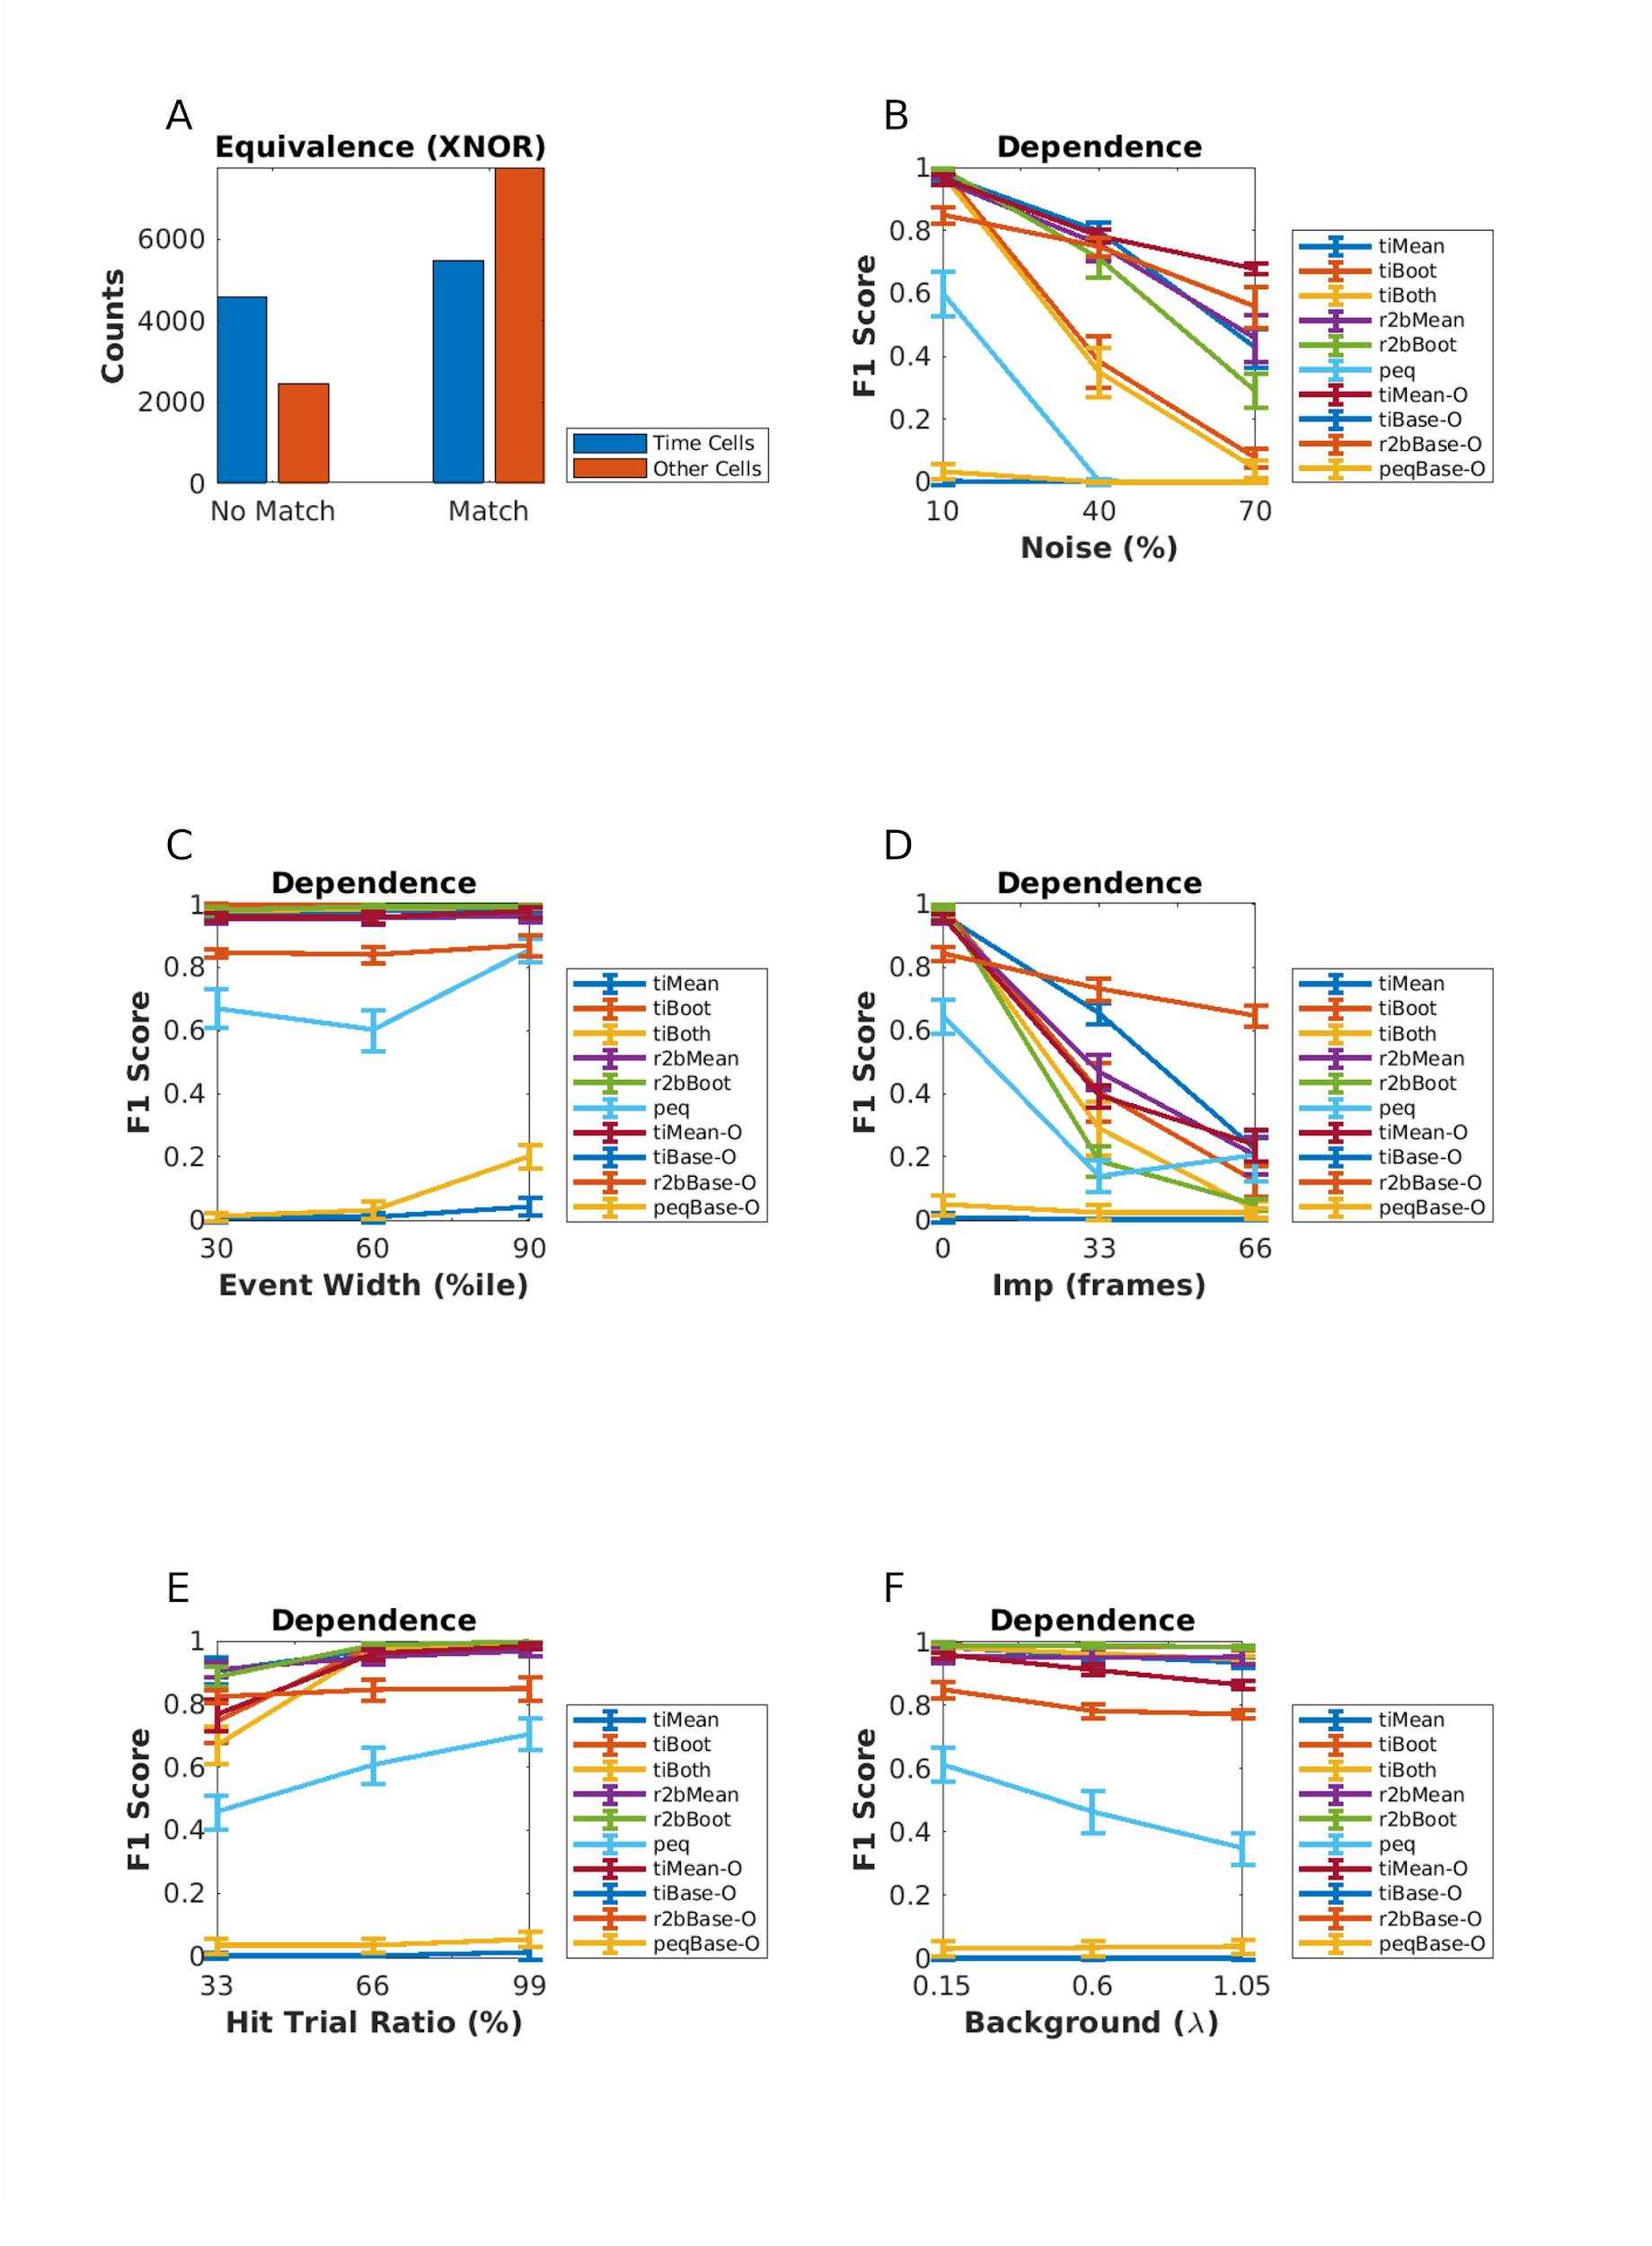 A
Equivalence (XNOR)
Counts
6000
4000
2000
0
No Match
Match
Time Cells
Other Cells
B
Dependence
F1 Score
1
0.8
0.6
0.4
0.2
0
10
40
70
Noise (%)
tiMean
tiBoot
tiBoth
r2bMean
r2bBoot
peq
tiMean-O
tiBase-O
r2bBase-O
peqBase-O
C
Dependence
F1 Score
1
0.8
0.6
0.4
0.2
0
30
60
90
Event Width (%ile)
tiMean
tiBoot
tiBoth
r2bMean
r2bBoot
peq
tiMean-O
tiBase-O
r2bBase-O
peqBase-O
D
Dependence
F1 Score
1
0.8
0.6
0.4
0.2
0
0
33
66
Imp (frames)
tiMean
tiBoot
tiBoth
r2bMean
r2bBoot
peq
tiMean-O
tiBase-O
r2bBase-O
peqBase-O
E
Dependence
F1 Score
1
0.8
0.6
0.4
0.2
0
33
66
99
Hit Trial Ratio (%)
tiMean
tiBoot
tiBoth
r2bMean
r2bBoot
peq
tiMean-O
tiBase-O
r2bBase-O
peqBase-O
F
Dependence
F1 Score
1
0.8
0.6
0.4
0.2
0
0.15
0.6
1.05
Background (λ)
tiMean
tiBoot
tiBoth
r2bMean
r2bBoot
peq
tiMean-O
tiBase-O
r2bBase-O
peqBase-O